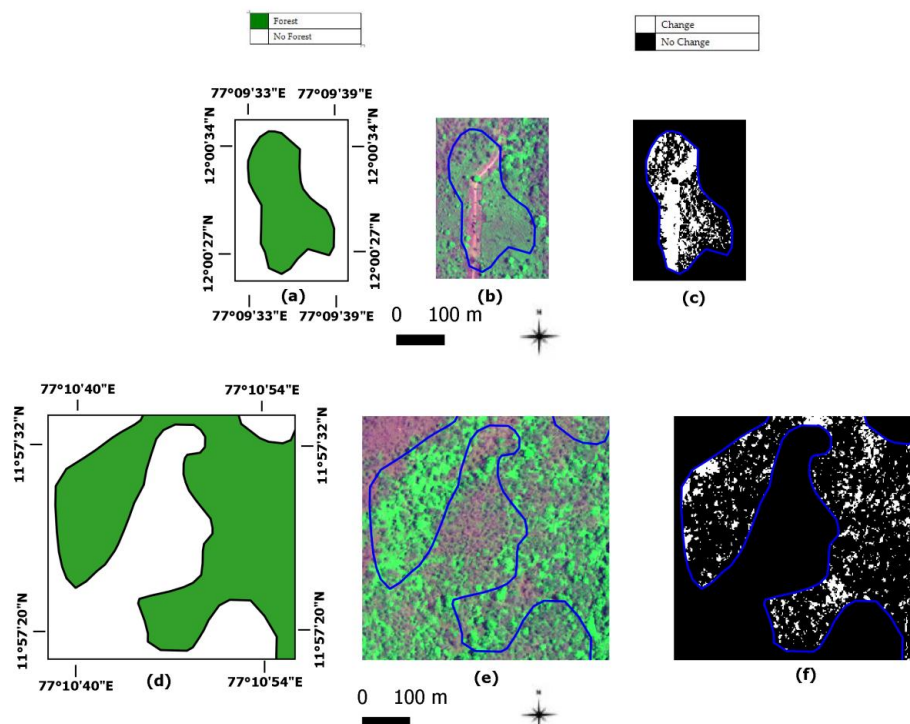 Forest
No Forest
Change
No Change
77°09'33"E 77°09'39"E
12°00'34"N
12°00'34"N
12°00'27"N
12°00'27"N
(a)
(b)
(c)
77°09'33"E 77°09'39"E
0 100 m
N
77°10'40"E 77°10'54"E
11°57'32"N
11°57'32"N
11°57'20"N
11°57'20"N
77°10'40"E (d) 77°10'54"E
(e)
(f)
0 100 m
N